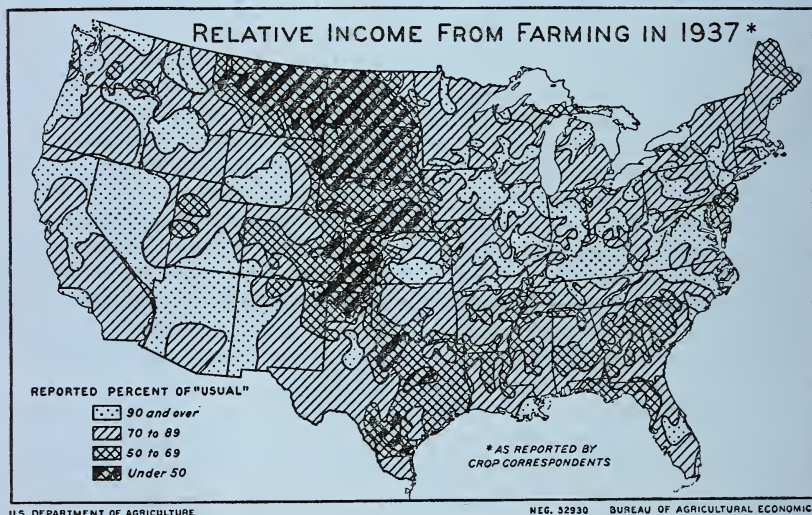 RELATIVE INCOME FROM FARMING IN 1937*
REPORTED PERCENT OF "USUAL"
90 and over
70 to 89
50 to 69
Under 50
*AS REPORTED BY
CROP CORRESPONDENTS
U.S. DEPARTMENT OF AGRICULTURE
NEG. 32930 BUREAU OF AGRICULTURAL ECONOMIC